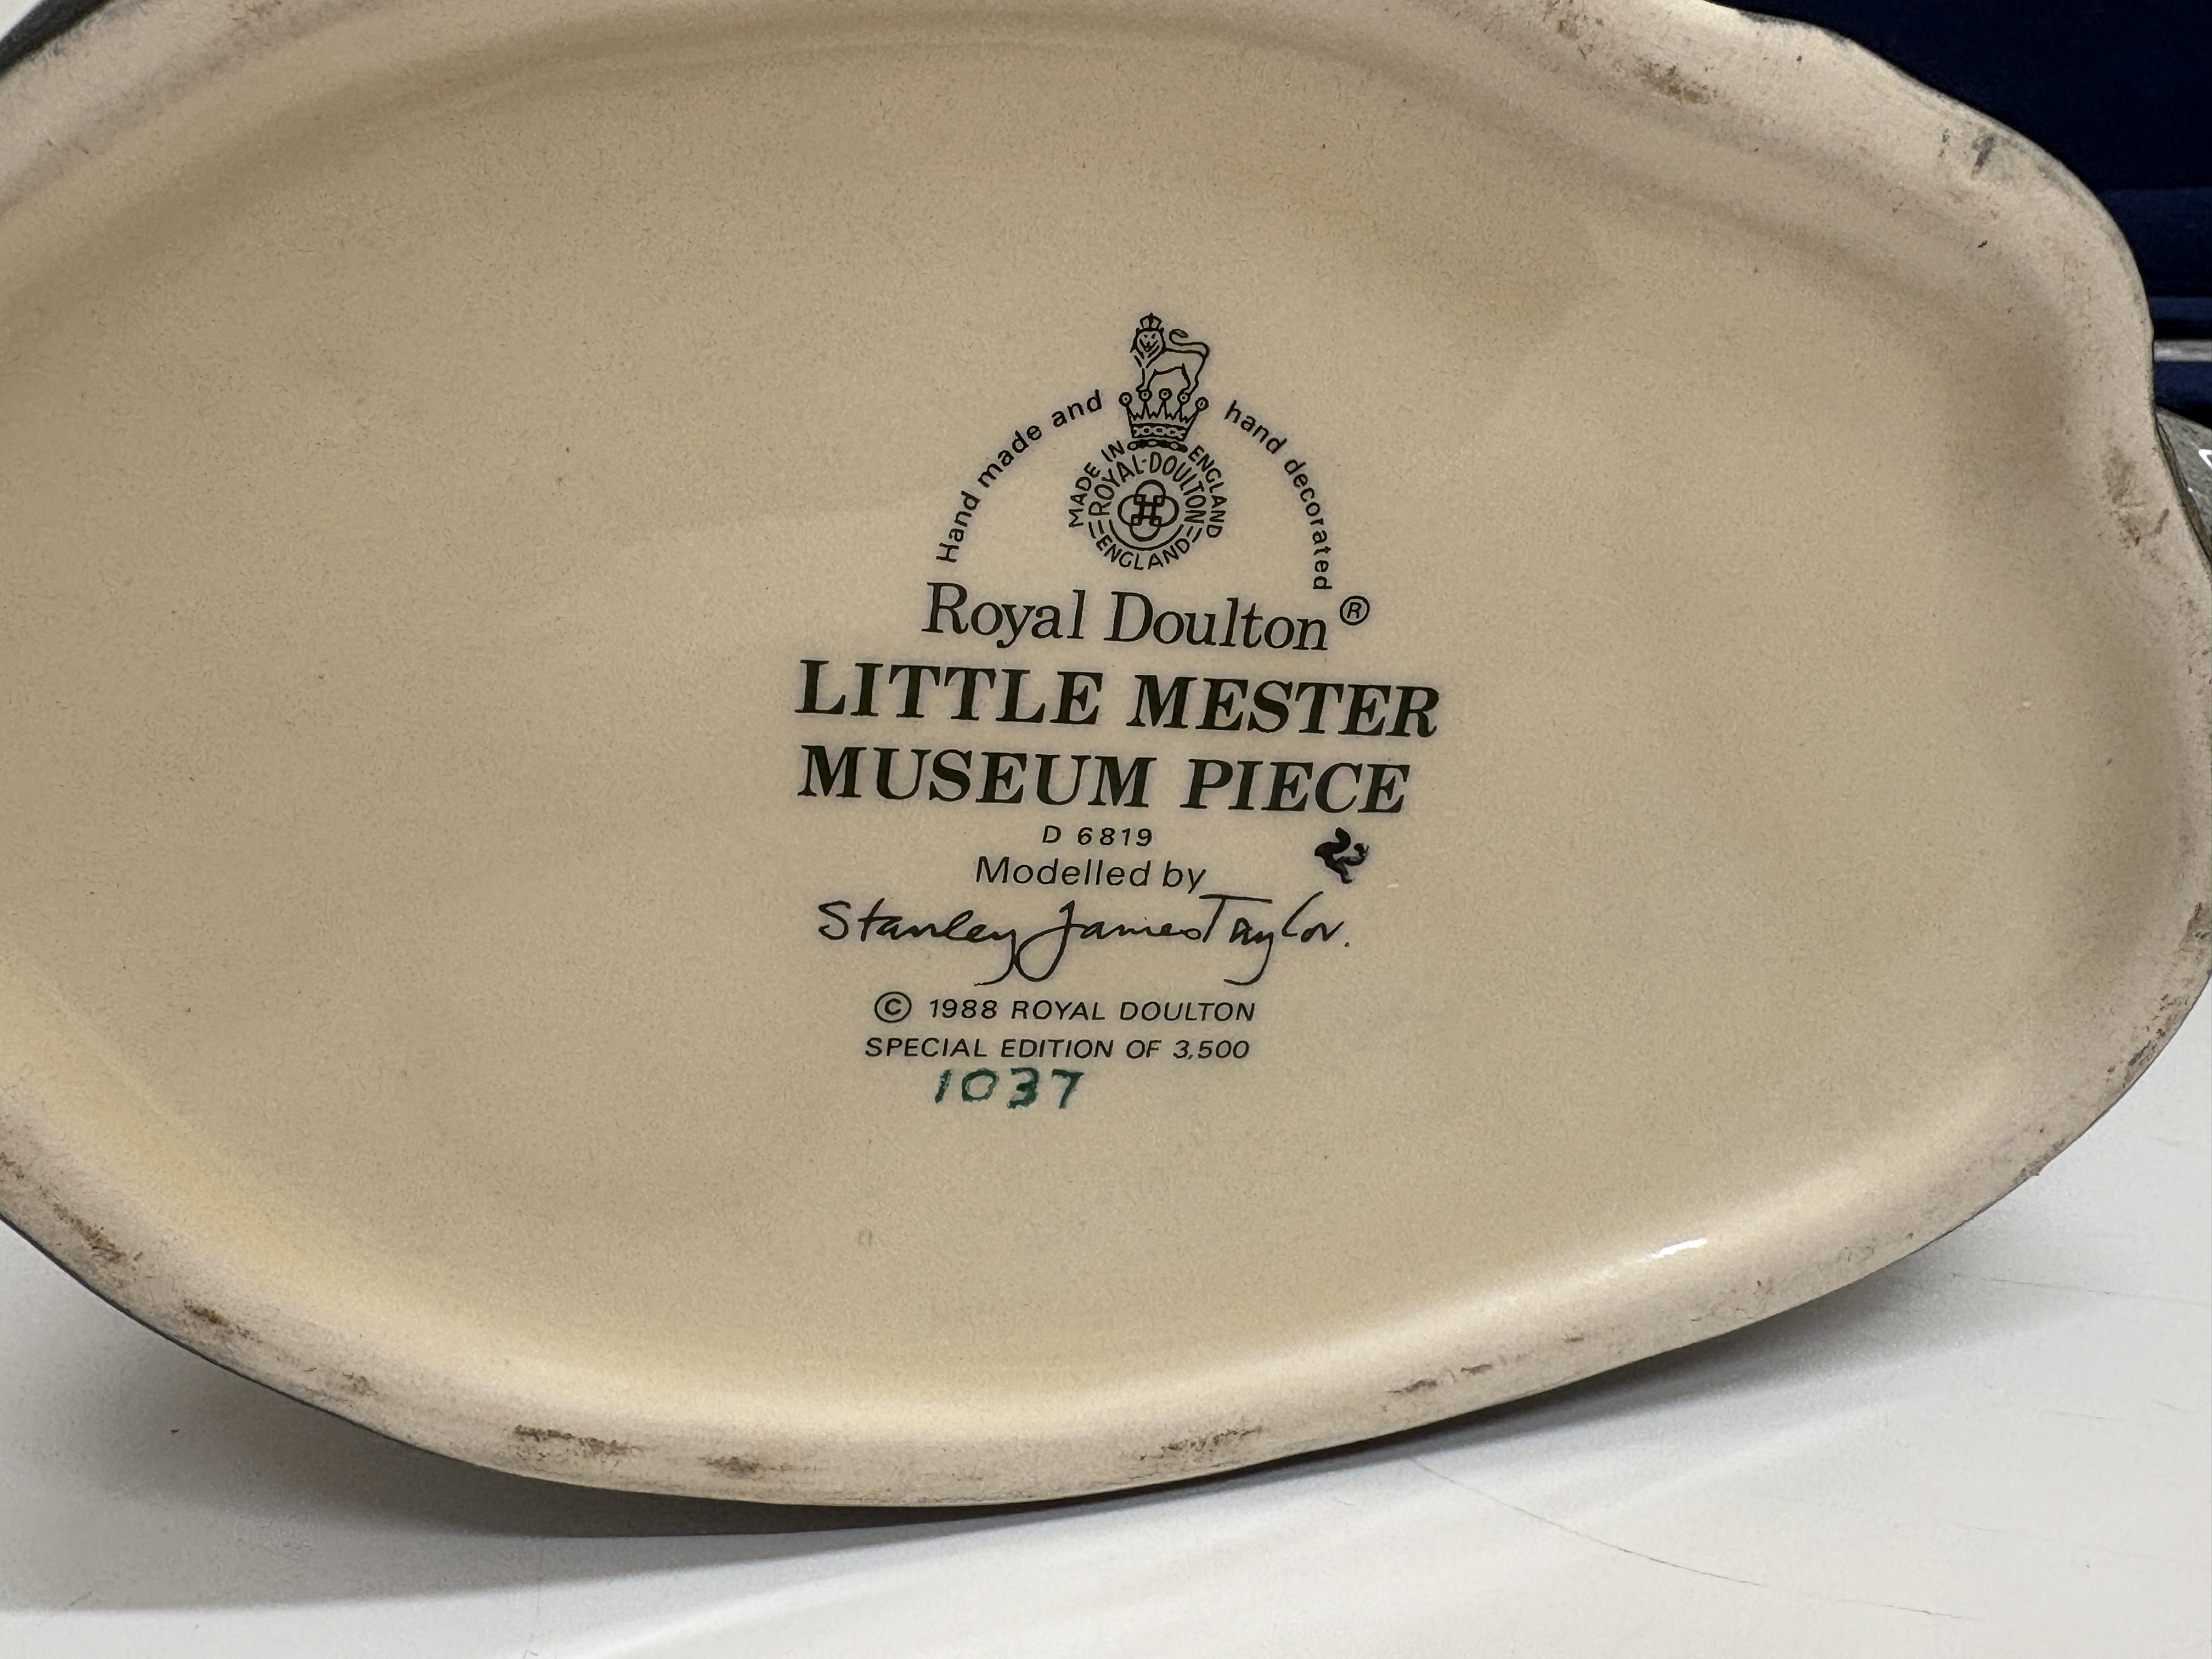 Hand made and hand decorated
MADE IN ENGLAND
ROYAL·DOULTON
ENGLAND
Royal Doulton®
LITTLE MESTER
MUSEUM PIECE
D 6819
Modelled by
Stanley James Taylor.
© 1988 ROYAL DOULTON
SPECIAL EDITION OF 3,500
1037